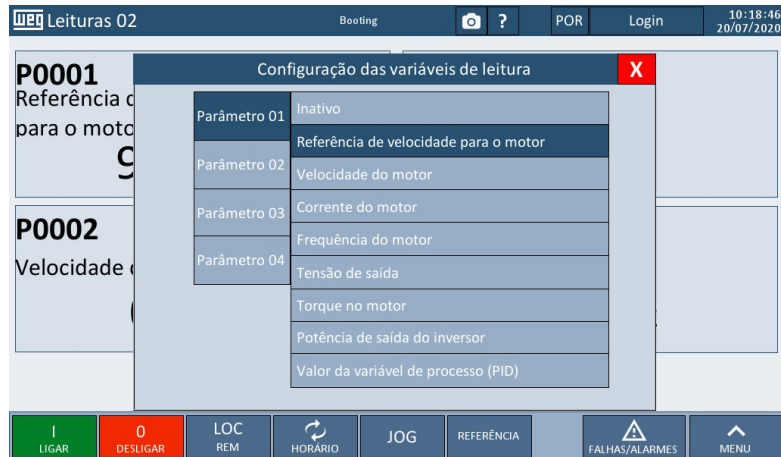 WEG Leituras 02
Booting
?
POR
Login
10:18:46
20/07/2020
P0001
Referência d
para o moto
P0002
Velocidade
Configuração das variáveis de leitura
X
Parâmetro 01
Parâmetro 02
Parâmetro 03
Parâmetro 04
Inativo
Referência de velocidade para o motor
Velocidade do motor
Corrente do motor
Frequência do motor
Tensão de saída
Torque no motor
Potência de saída do inversor
Valor da variável de processo (PID)
I
LIGAR
0
DESLIGAR
LOC
REM
HORÁRIO
JOG
REFERÊNCIA
FALHAS/ALARMES
MENU